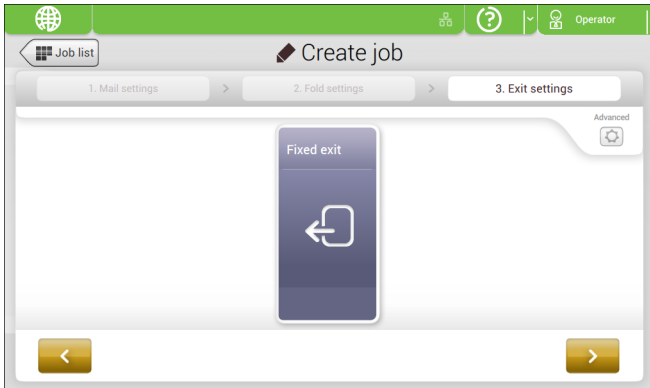 Operator
Job list
Create job
1. Mail settings > 2. Fold settings > 3. Exit settings
Advanced
Fixed exit